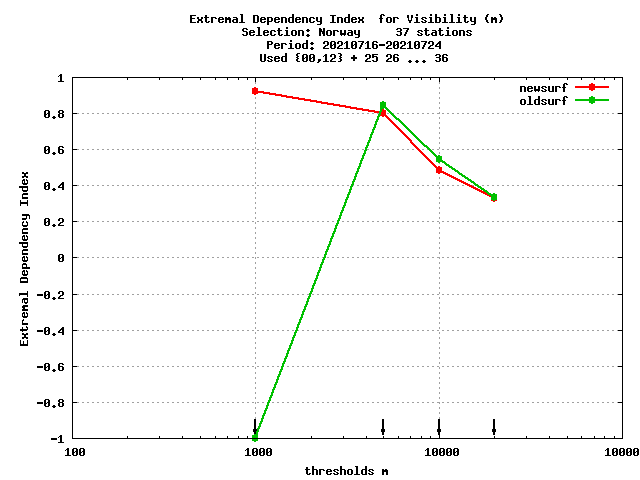 Extremal Dependency Index  for Visibility (m)
Selection: Norway     37 stations
Period: 20210716-20210724
Used {00,12} + 25 26 ... 36
newsurf
oldsurf
Extremal Dependency Index
1
0.8
0.6
0.4
0.2
0
-0.2
-0.4
-0.6
-0.8
-1
100 1000 10000 10000
thresholds m